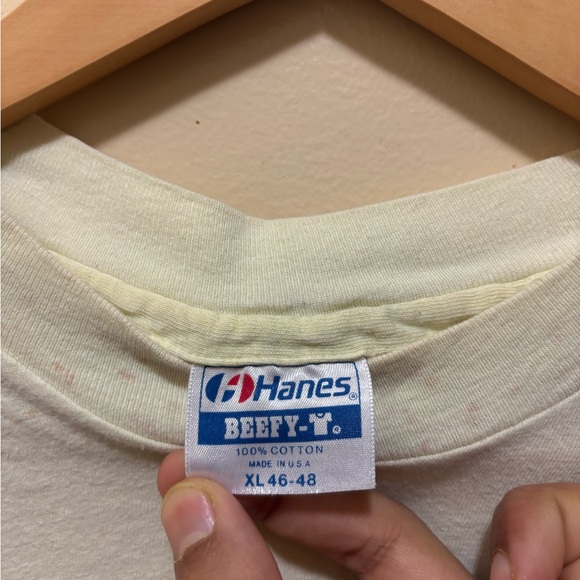 Hanes®
BEEFY-T®
100% COTTON
MADE IN U.S.A
XL 46-48